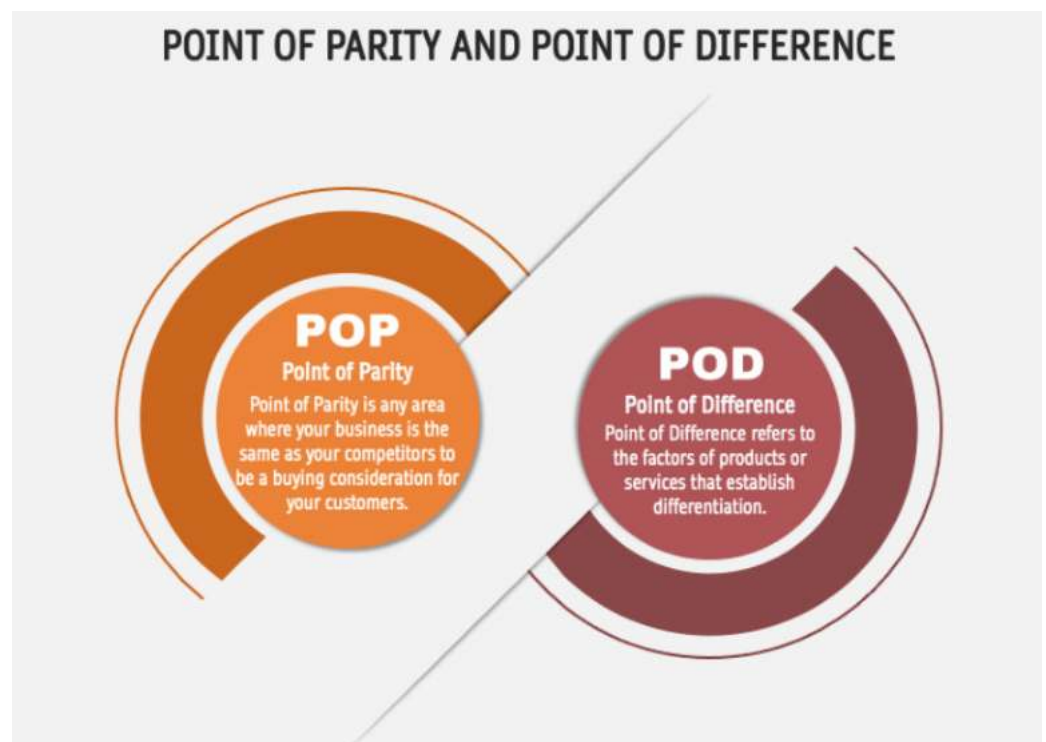 POINT OF PARITY AND POINT OF DIFFERENCE
POP
Point of Parity
Point of Parity is any area
where your business is the
same as your competitors to
be a buying consideration for
your customers.
POD
Point of Difference
Point of Difference refers to
the factors of products or
services that establish
differentiation.